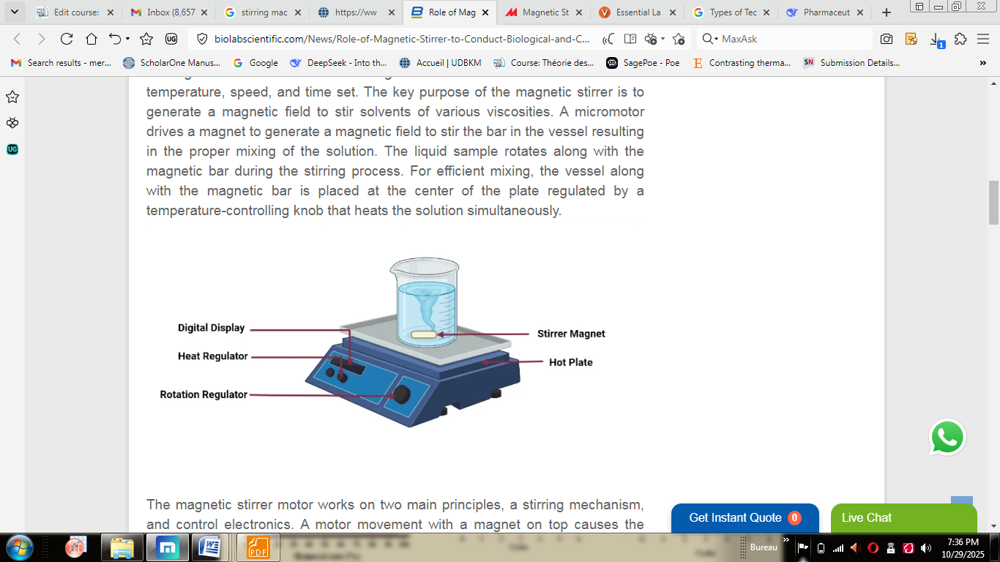 Edit course:
Inbox (8,657
stirring mac
https://ww
Role of Mag
Magnetic St
Essential La
Types of Tec
Pharmaceut
UG
biolabscientific.com/News/Role-of-Magnetic-Stirrer-to-Conduct-Biological-and-C...
MaxAsk
1
Search results - mer...
ScholarOne Manus...
Google
DeepSeek - Into th...
Accueil | UDBKM
Course: Théorie des...
SagePoe - Poe
Contrasting therma...
SN Submission Details...
UG
temperature, speed, and time set. The key purpose of the magnetic stirrer is to
generate a magnetic field to stir solvents of various viscosities. A micromotor
drives a magnet to generate a magnetic field to stir the bar in the vessel resulting
in the proper mixing of the solution. The liquid sample rotates along with the
magnetic bar during the stirring process. For efficient mixing, the vessel along
with the magnetic bar is placed at the center of the plate regulated by a
temperature-controlling knob that heats the solution simultaneously.
Digital Display
Heat Regulator
Rotation Regulator
Stirrer Magnet
Hot Plate
The magnetic stirrer motor works on two main principles, a stirring mechanism,
and control electronics. A motor movement with a magnet on top causes the
Get Instant Quote 0
Live Chat
PDF
Bureau
7:36 PM
10/29/2025